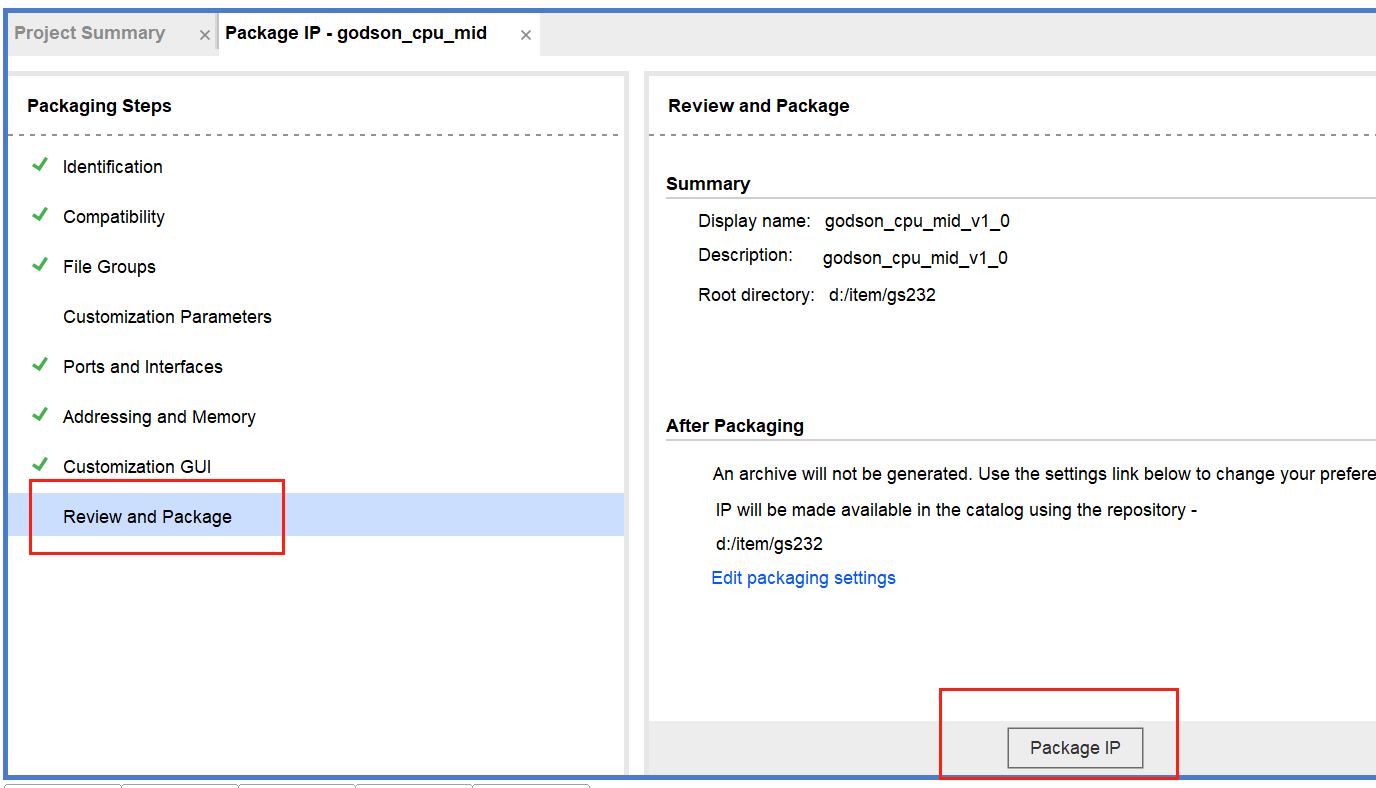 Project Summary
Package IP - godson_cpu_mid
Packaging Steps
Identification
Compatibility
File Groups
Customization Parameters
Ports and Interfaces
Addressing and Memory
Customization GUI
Review and Package
Review and Package
Summary
Display name: godson_cpu_mid_v1_0
Description: godson_cpu_mid_v1_0
Root directory: d:/item/gs232
After Packaging
An archive will not be generated. Use the settings link below to change your prefere
IP will be made available in the catalog using the repository -
d:/item/gs232
Edit packaging settings
Package IP